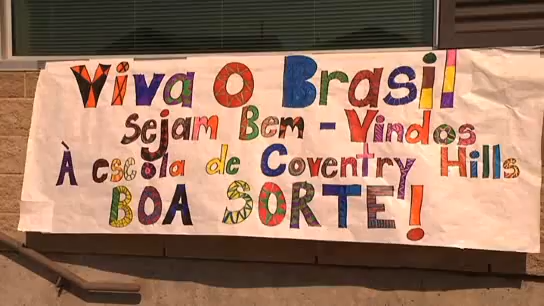 Viva O Brasil
Sejam Bem - Vindos
À escola de Coventry Hills
BOA SORTE!